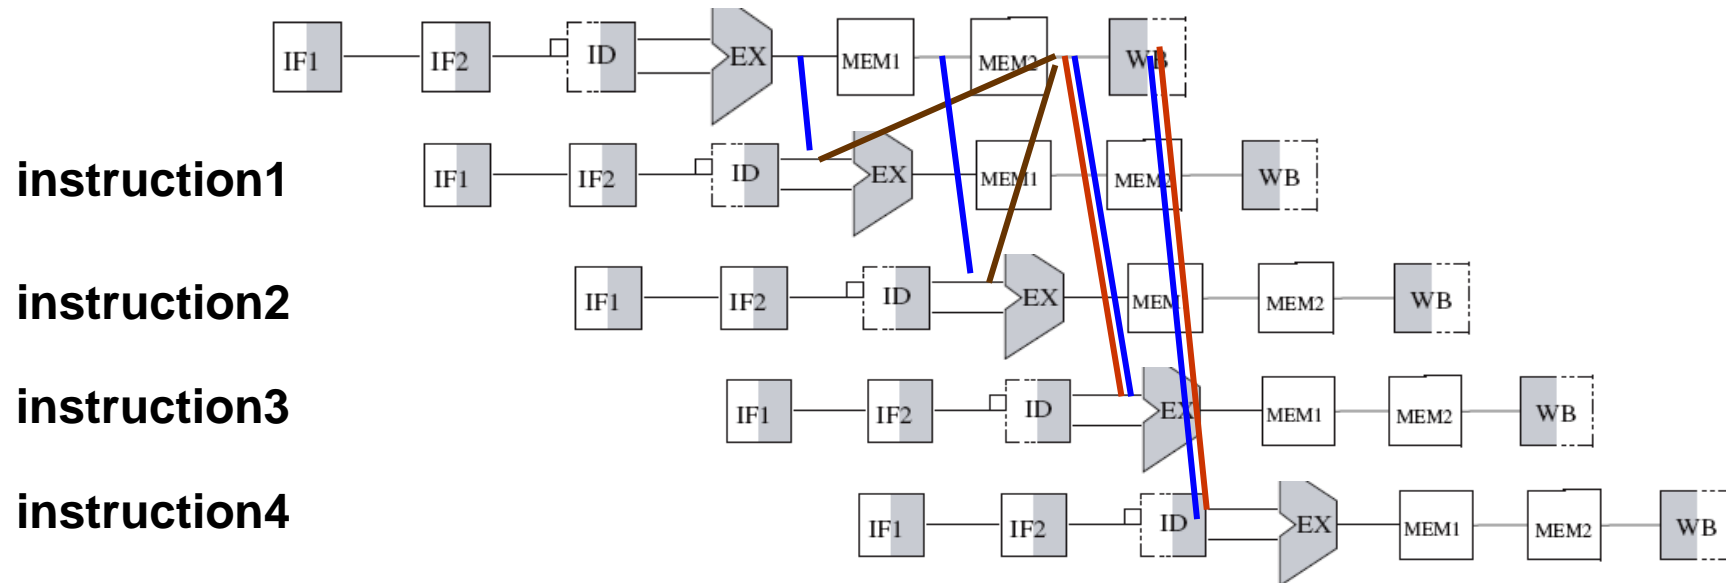 IF1 IF2 ID EX MEM1 MEM2 WB
instruction1 IF1 IF2 ID EX MEM1 MEM2 WB
instruction2 IF1 IF2 ID EX MEM1 MEM2 WB
instruction3 IF1 IF2 ID EX MEM1 MEM2 WB
instruction4 IF1 IF2 ID EX MEM1 MEM2 WB